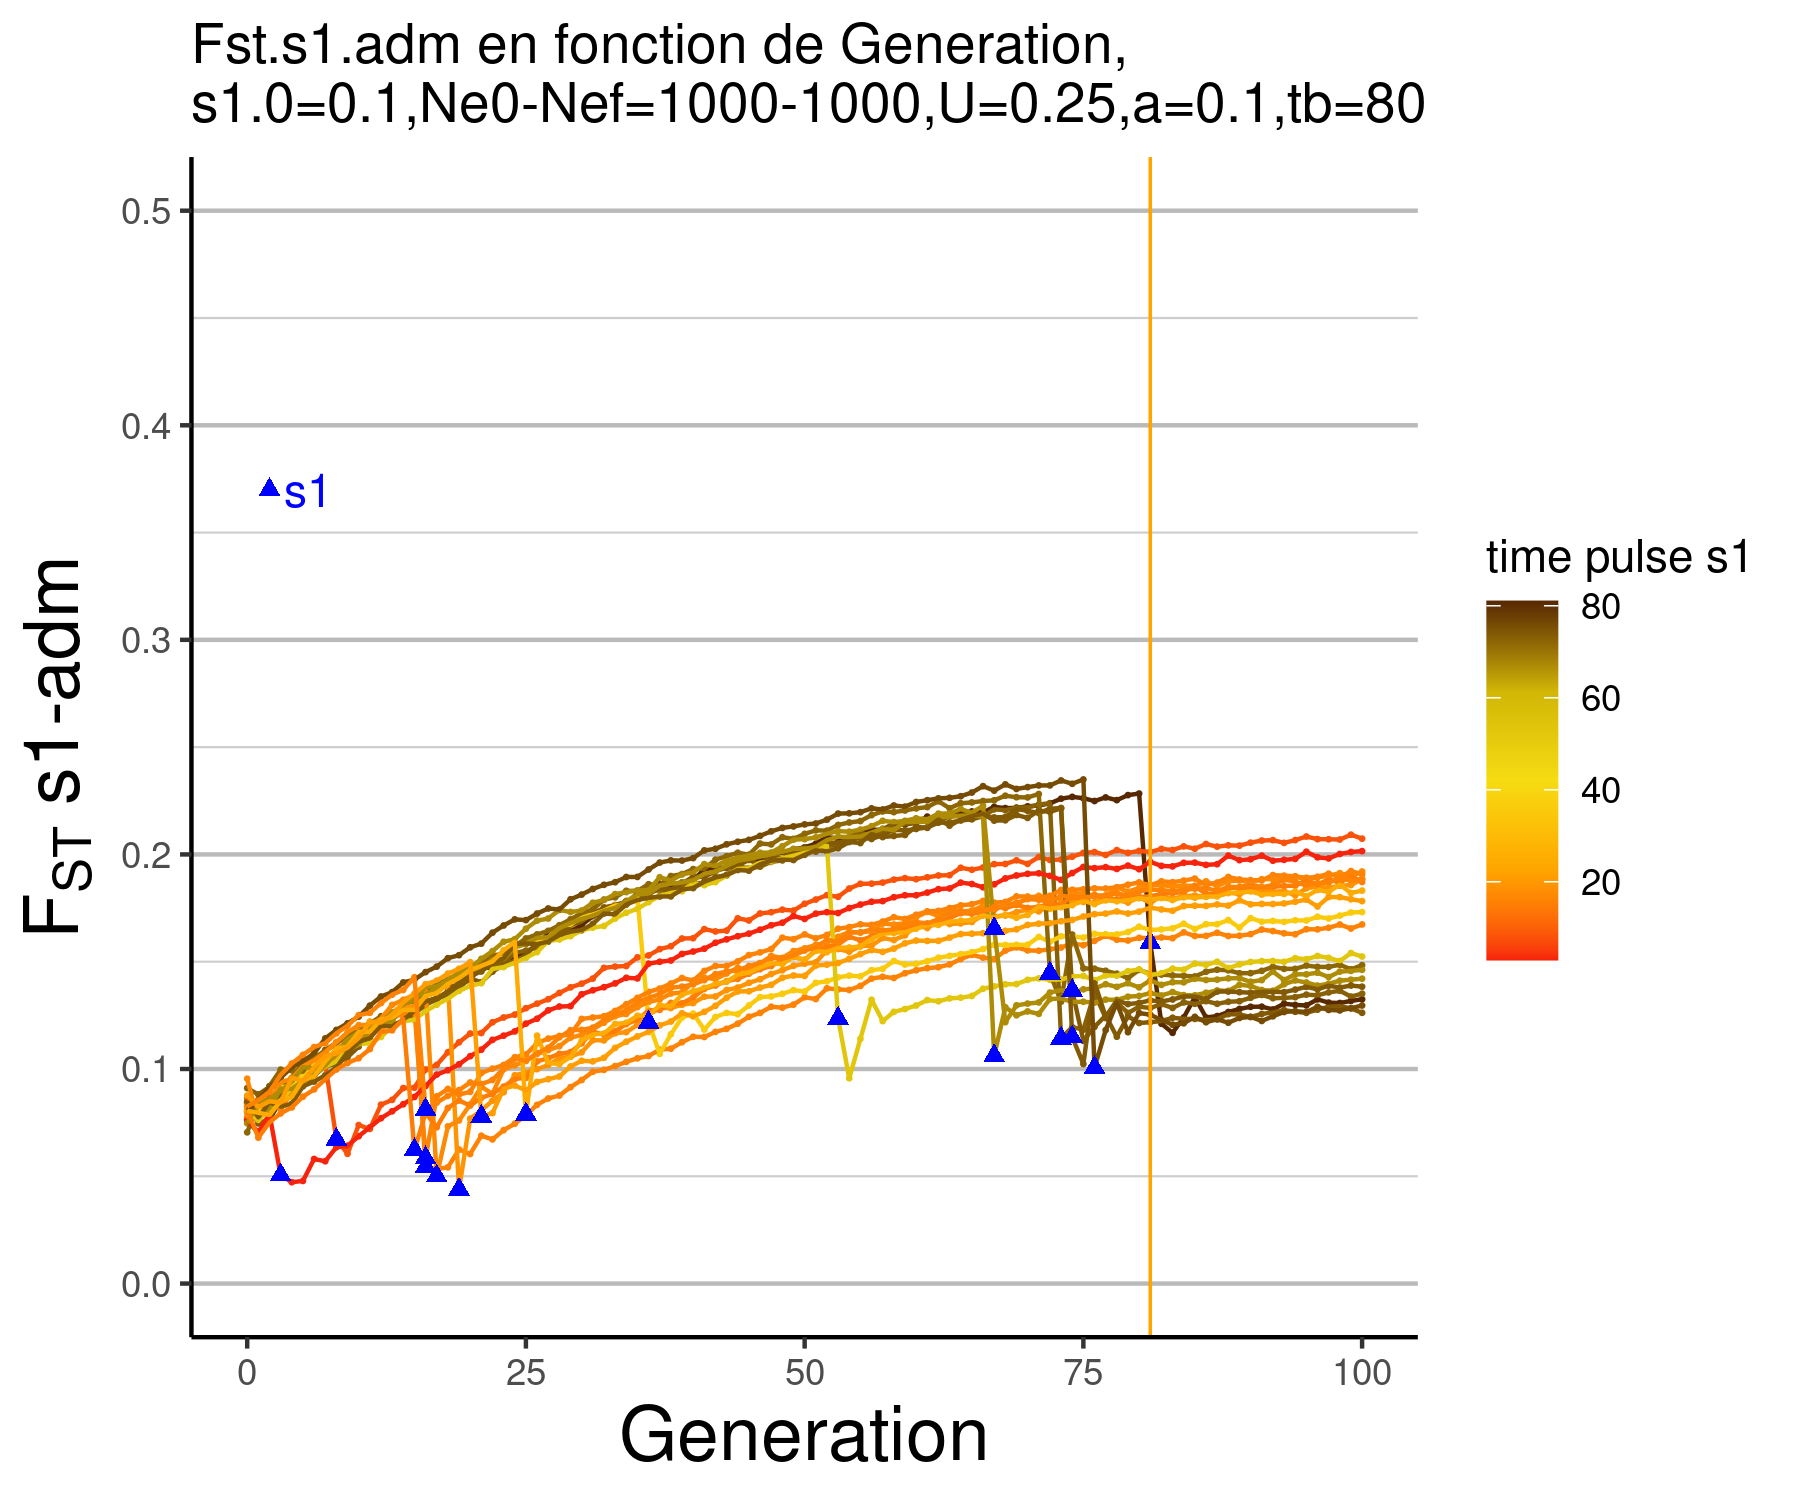 Fst.s1.adm en fonction de Generation,
s1.0=0.1,Ne0-Nef=1000-1000,U=0.25,a=0.1,tb=80
0.5
0.4
0.3
0.2
0.1
0.0
FST s1-adm
s1
0 25 50 75 100
Generation
time pulse s1
80
60
40
20